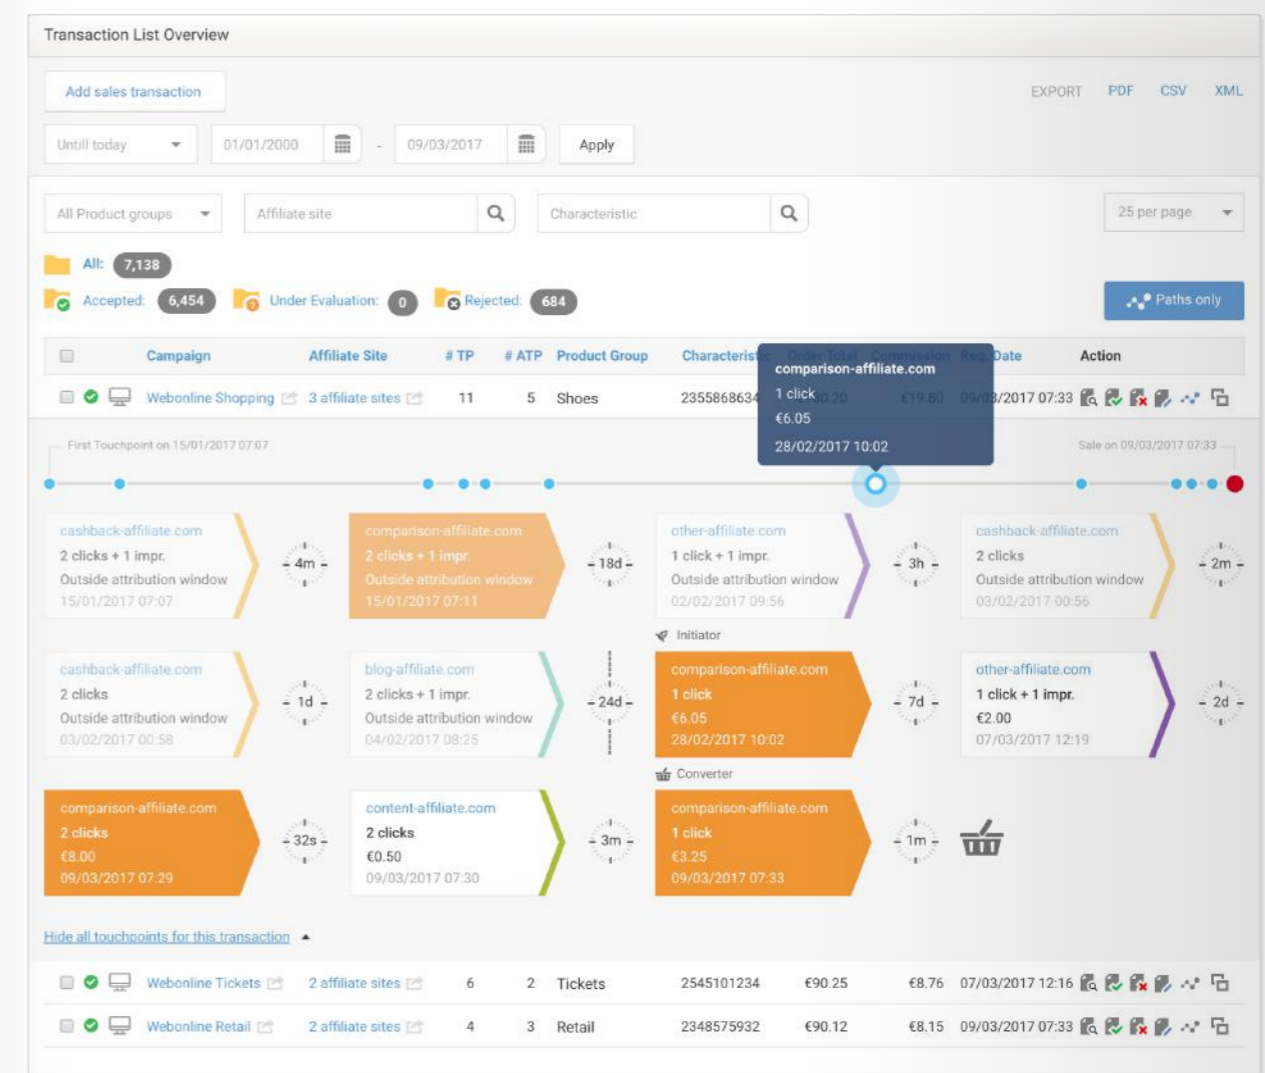 Transaction List Overview
Add sales transaction
EXPORT PDF CSV XML
Untill today 01/01/2000 - 09/03/2017 Apply
All Product groups Affiliate site Characteristic 25 per page
All: 7,138
Accepted: 6,454 Under Evaluation: 0 Rejected: 684 Paths only
Campaign Affiliate Site # TP # ATP Product Group Characteristic Order Total Commission Reg. Date Action
comparison-affiliate.com
1 click
€6.05
28/02/2017 10:02
Webonline Shopping 3 affiliate sites 11 5 Shoes 2355868634 €19.80 09/03/2017 07:33
First Touchpoint on 15/01/2017 07:07 Sale on 09/03/2017 07:33
cashback-affiliate.com
2 clicks + 1 impr.
Outside attribution window
15/01/2017 07:07
4m
comparison-affiliate.com
2 clicks + 1 impr.
Outside attribution window
15/01/2017 07:11
18d
other-affiliate.com
1 click + 1 impr.
Outside attribution window
02/02/2017 09:56
3h
cashback-affiliate.com
2 clicks
Outside attribution window
03/02/2017 00:56
2m
cashback-affiliate.com
2 clicks
Outside attribution window
03/02/2017 00:58
1d
blog-affiliate.com
2 clicks + 1 impr.
Outside attribution window
04/02/2017 08:25
24d
Initiator
comparison-affiliate.com
1 click
€6.05
28/02/2017 10:02
7d
other-affiliate.com
1 click + 1 impr.
€2.00
07/03/2017 12:19
2d
comparison-affiliate.com
2 clicks
€8.00
09/03/2017 07:29
32s
content-affiliate.com
2 clicks
€0.50
09/03/2017 07:30
3m
Converter
comparison-affiliate.com
1 click
€3.25
09/03/2017 07:33
1m
Hide all touchpoints for this transaction
Webonline Tickets 2 affiliate sites 6 2 Tickets 2545101234 €90.25 €8.76 07/03/2017 12:16
Webonline Retail 2 affiliate sites 4 3 Retail 2348575932 €90.12 €8.15 09/03/2017 07:33